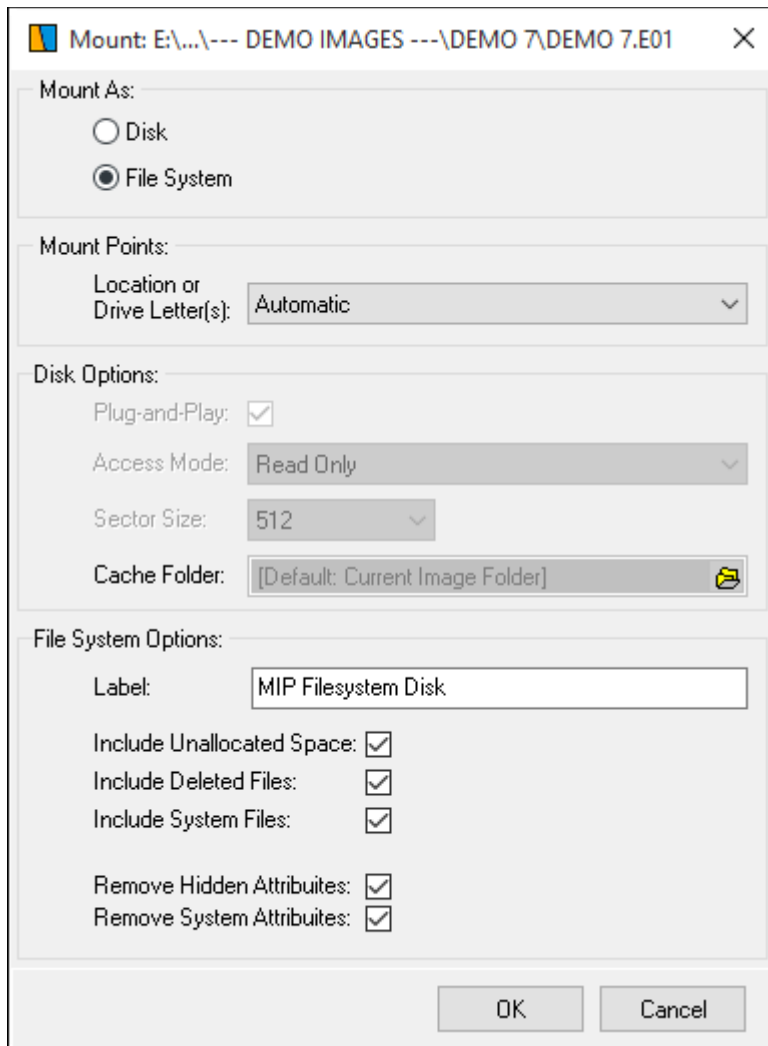 Mount: E:\...\--- DEMO IMAGES ---\DEMO 7\DEMO 7.E01
Mount As:
Disk
File System
Mount Points:
Location or
Drive Letter(s):
Automatic
Disk Options:
Plug-and-Play:
Access Mode: Read Only
Sector Size: 512
Cache Folder: [Default: Current Image Folder]
File System Options:
Label: MIP Filesystem Disk
Include Unallocated Space:
Include Deleted Files:
Include System Files:
Remove Hidden Attribuites:
Remove System Attribuites:
OK Cancel